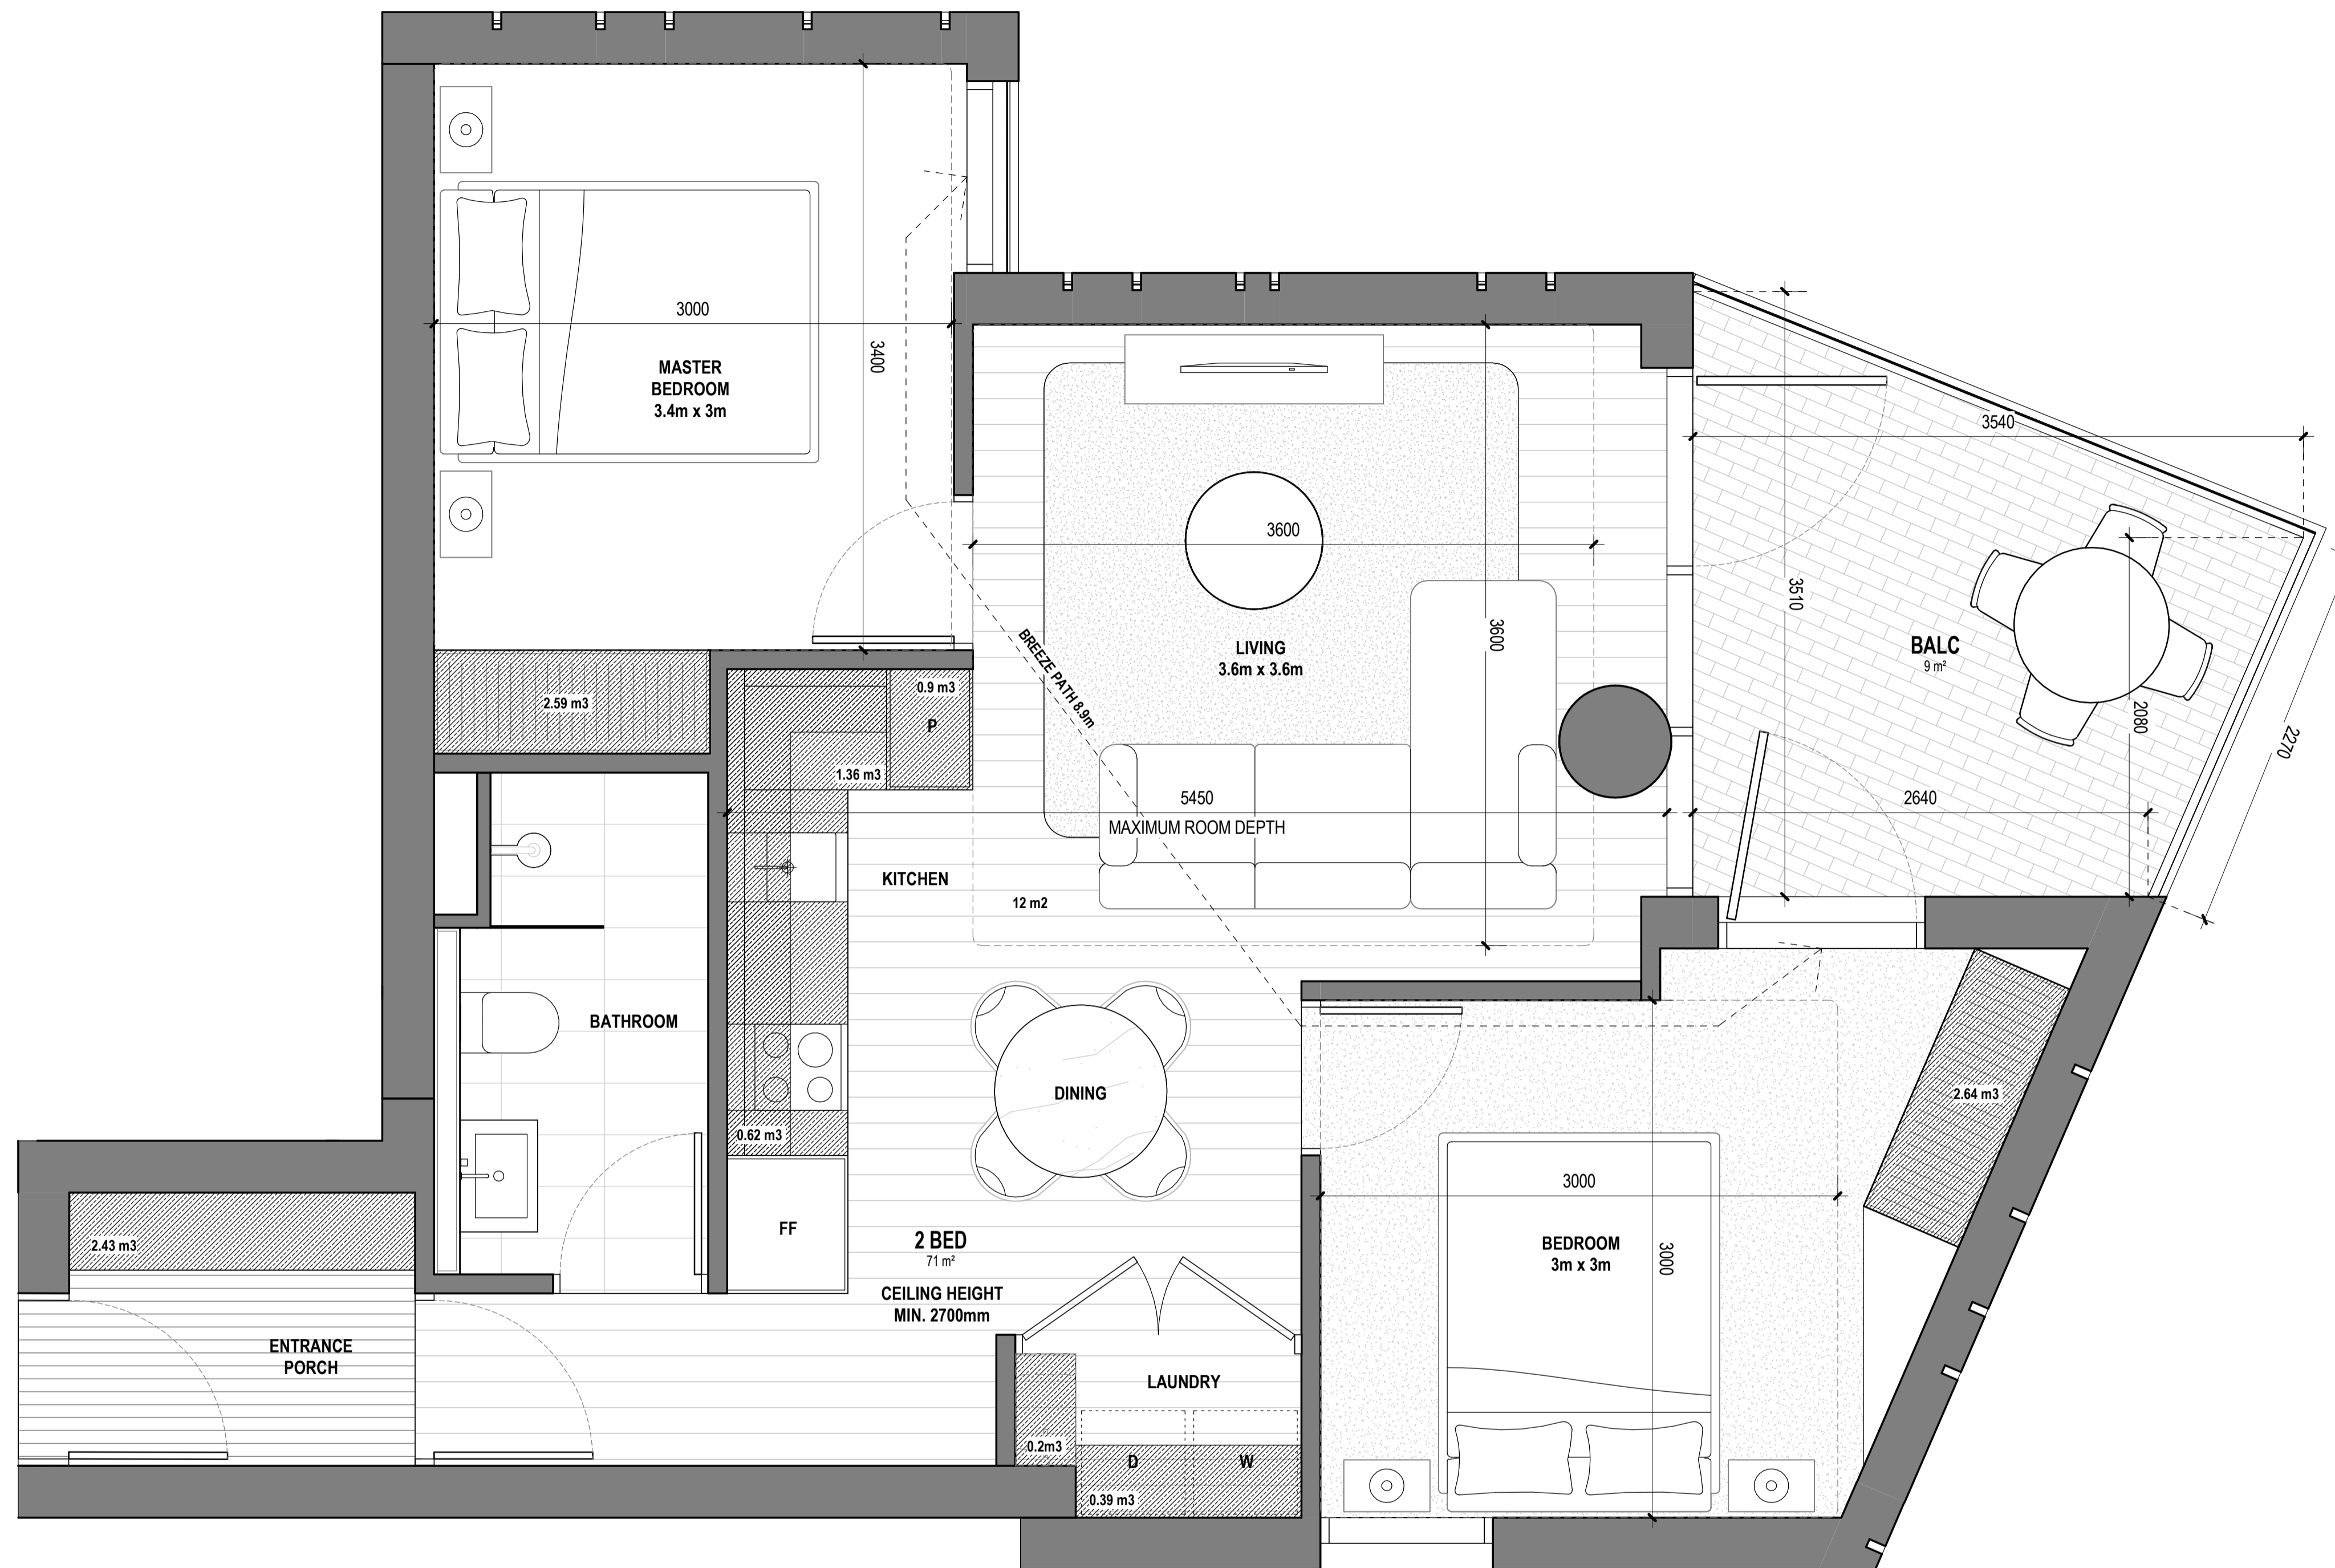 3000
MASTER
BEDROOM
3.4m x 3m
3400
3540
3600
3510
BALC
9 m²
LIVING
3.6m x 3.6m
3600
BREEZE PATH 8.9m
2.59 m3
0.9 m3
P
1.36 m3
2080
2270
5450
MAXIMUM ROOM DEPTH
2640
KITCHEN
12 m2
BATHROOM
DINING
2.64 m3
0.62 m3
3000
FF
2.43 m3
2 BED
71 m²
CEILING HEIGHT
MIN. 2700mm
BEDROOM
3m x 3m
3000
ENTRANCE
PORCH
LAUNDRY
0.2m3
D
W
0.39 m3